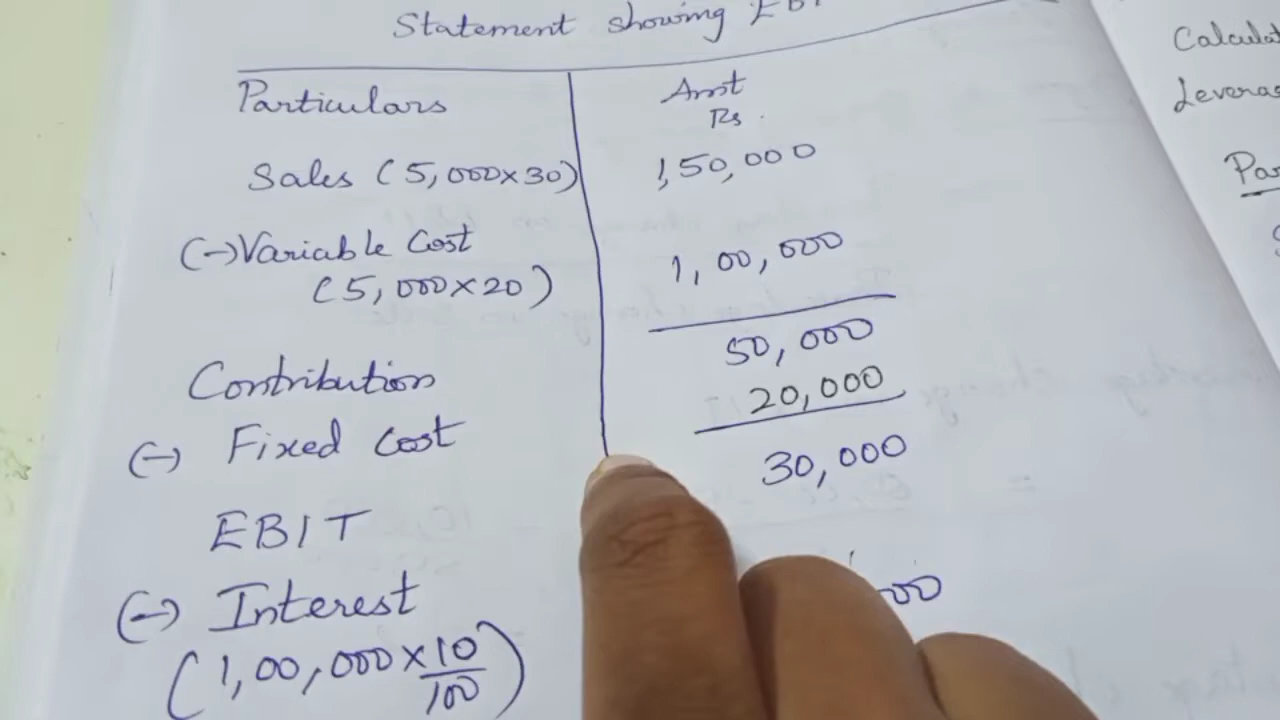 Statement showing EBI
Particulars
Amt
Rs.
Sales (5,000×30)
1,50,000
(-) Variable Cost
(5,000×20)
1,00,000
Contribution
50,000
(-) Fixed Cost
20,000
EBIT
30,000
(-) Interest
(1,00,000×10/100)
Calculat
Leverag
Par